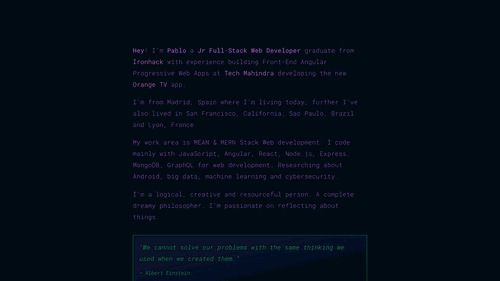 Hey! I'm Pablo a Jr Full-Stack Web Developer graduate from
Ironhack with experience building Front-End Angular
Progressive Web Apps at Tech Mahindra developing the new
Orange TV app.
I'm from Madrid, Spain where I'm living today, further I've
also lived in San Francisco, California; Sao Paulo, Brazil
and Lyon, France.
My work area is MEAN & MERN Stack Web development. I code
mainly with JavaScript, Angular, React, Node.js, Express,
MongoDB, GraphQL for web development. Researching about
Android, big data, machine learning and cybersecurity.
I'm a logical, creative and resourceful person. A complete
dreamy philosopher. I'm passionate on reflecting about
things.
"We cannot solve our problems with the same thinking we
used when we created them."
- Albert Einstein.